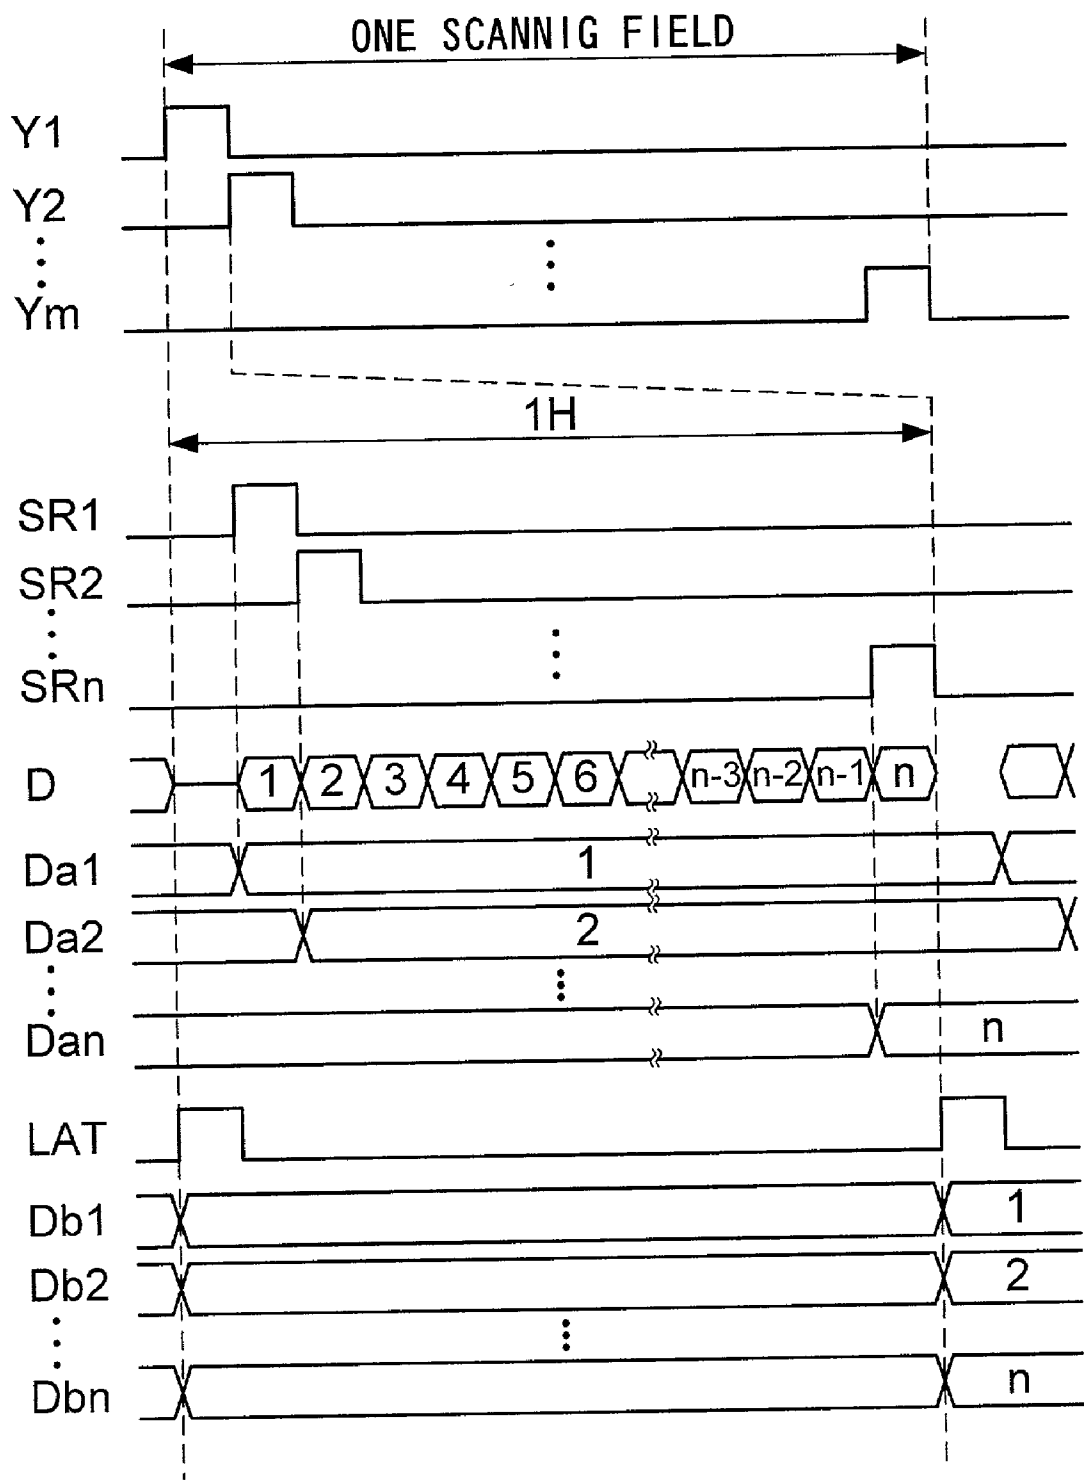 ONE SCANNIG FIELD
Y1
Y2
Ym
1H
SR1
SR2
SRn
D 1 2 3 4 5 6 n-3 n-2 n-1 n
Da1 1
Da2 2
Dan n
LAT
Db1 1
Db2 2
Dbn n